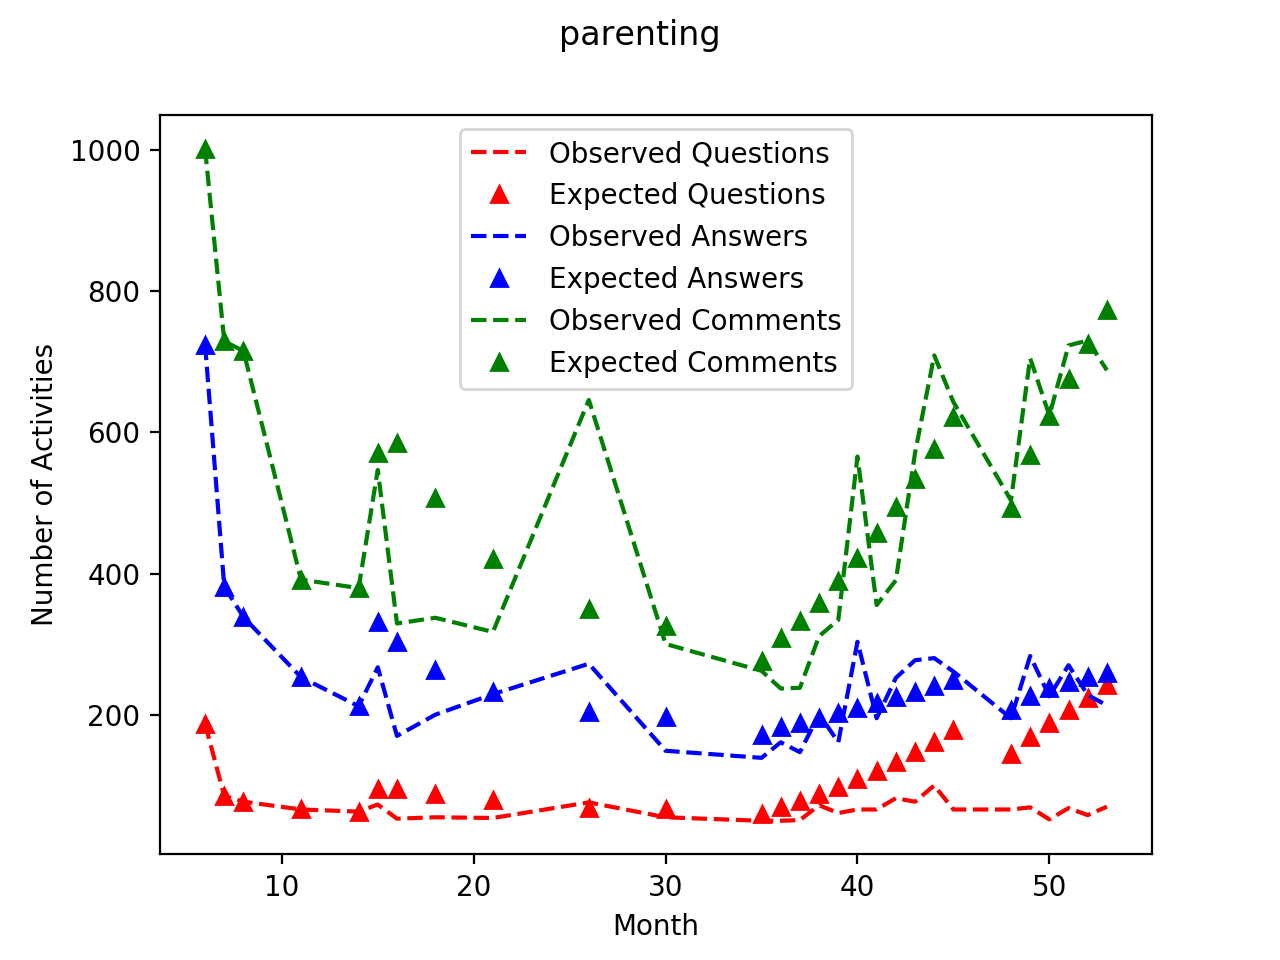 parenting
Observed Questions
Expected Questions
Observed Answers
Expected Answers
Observed Comments
Expected Comments
1000
800
600
400
200
Number of Activities
10
20
30
40
50
Month